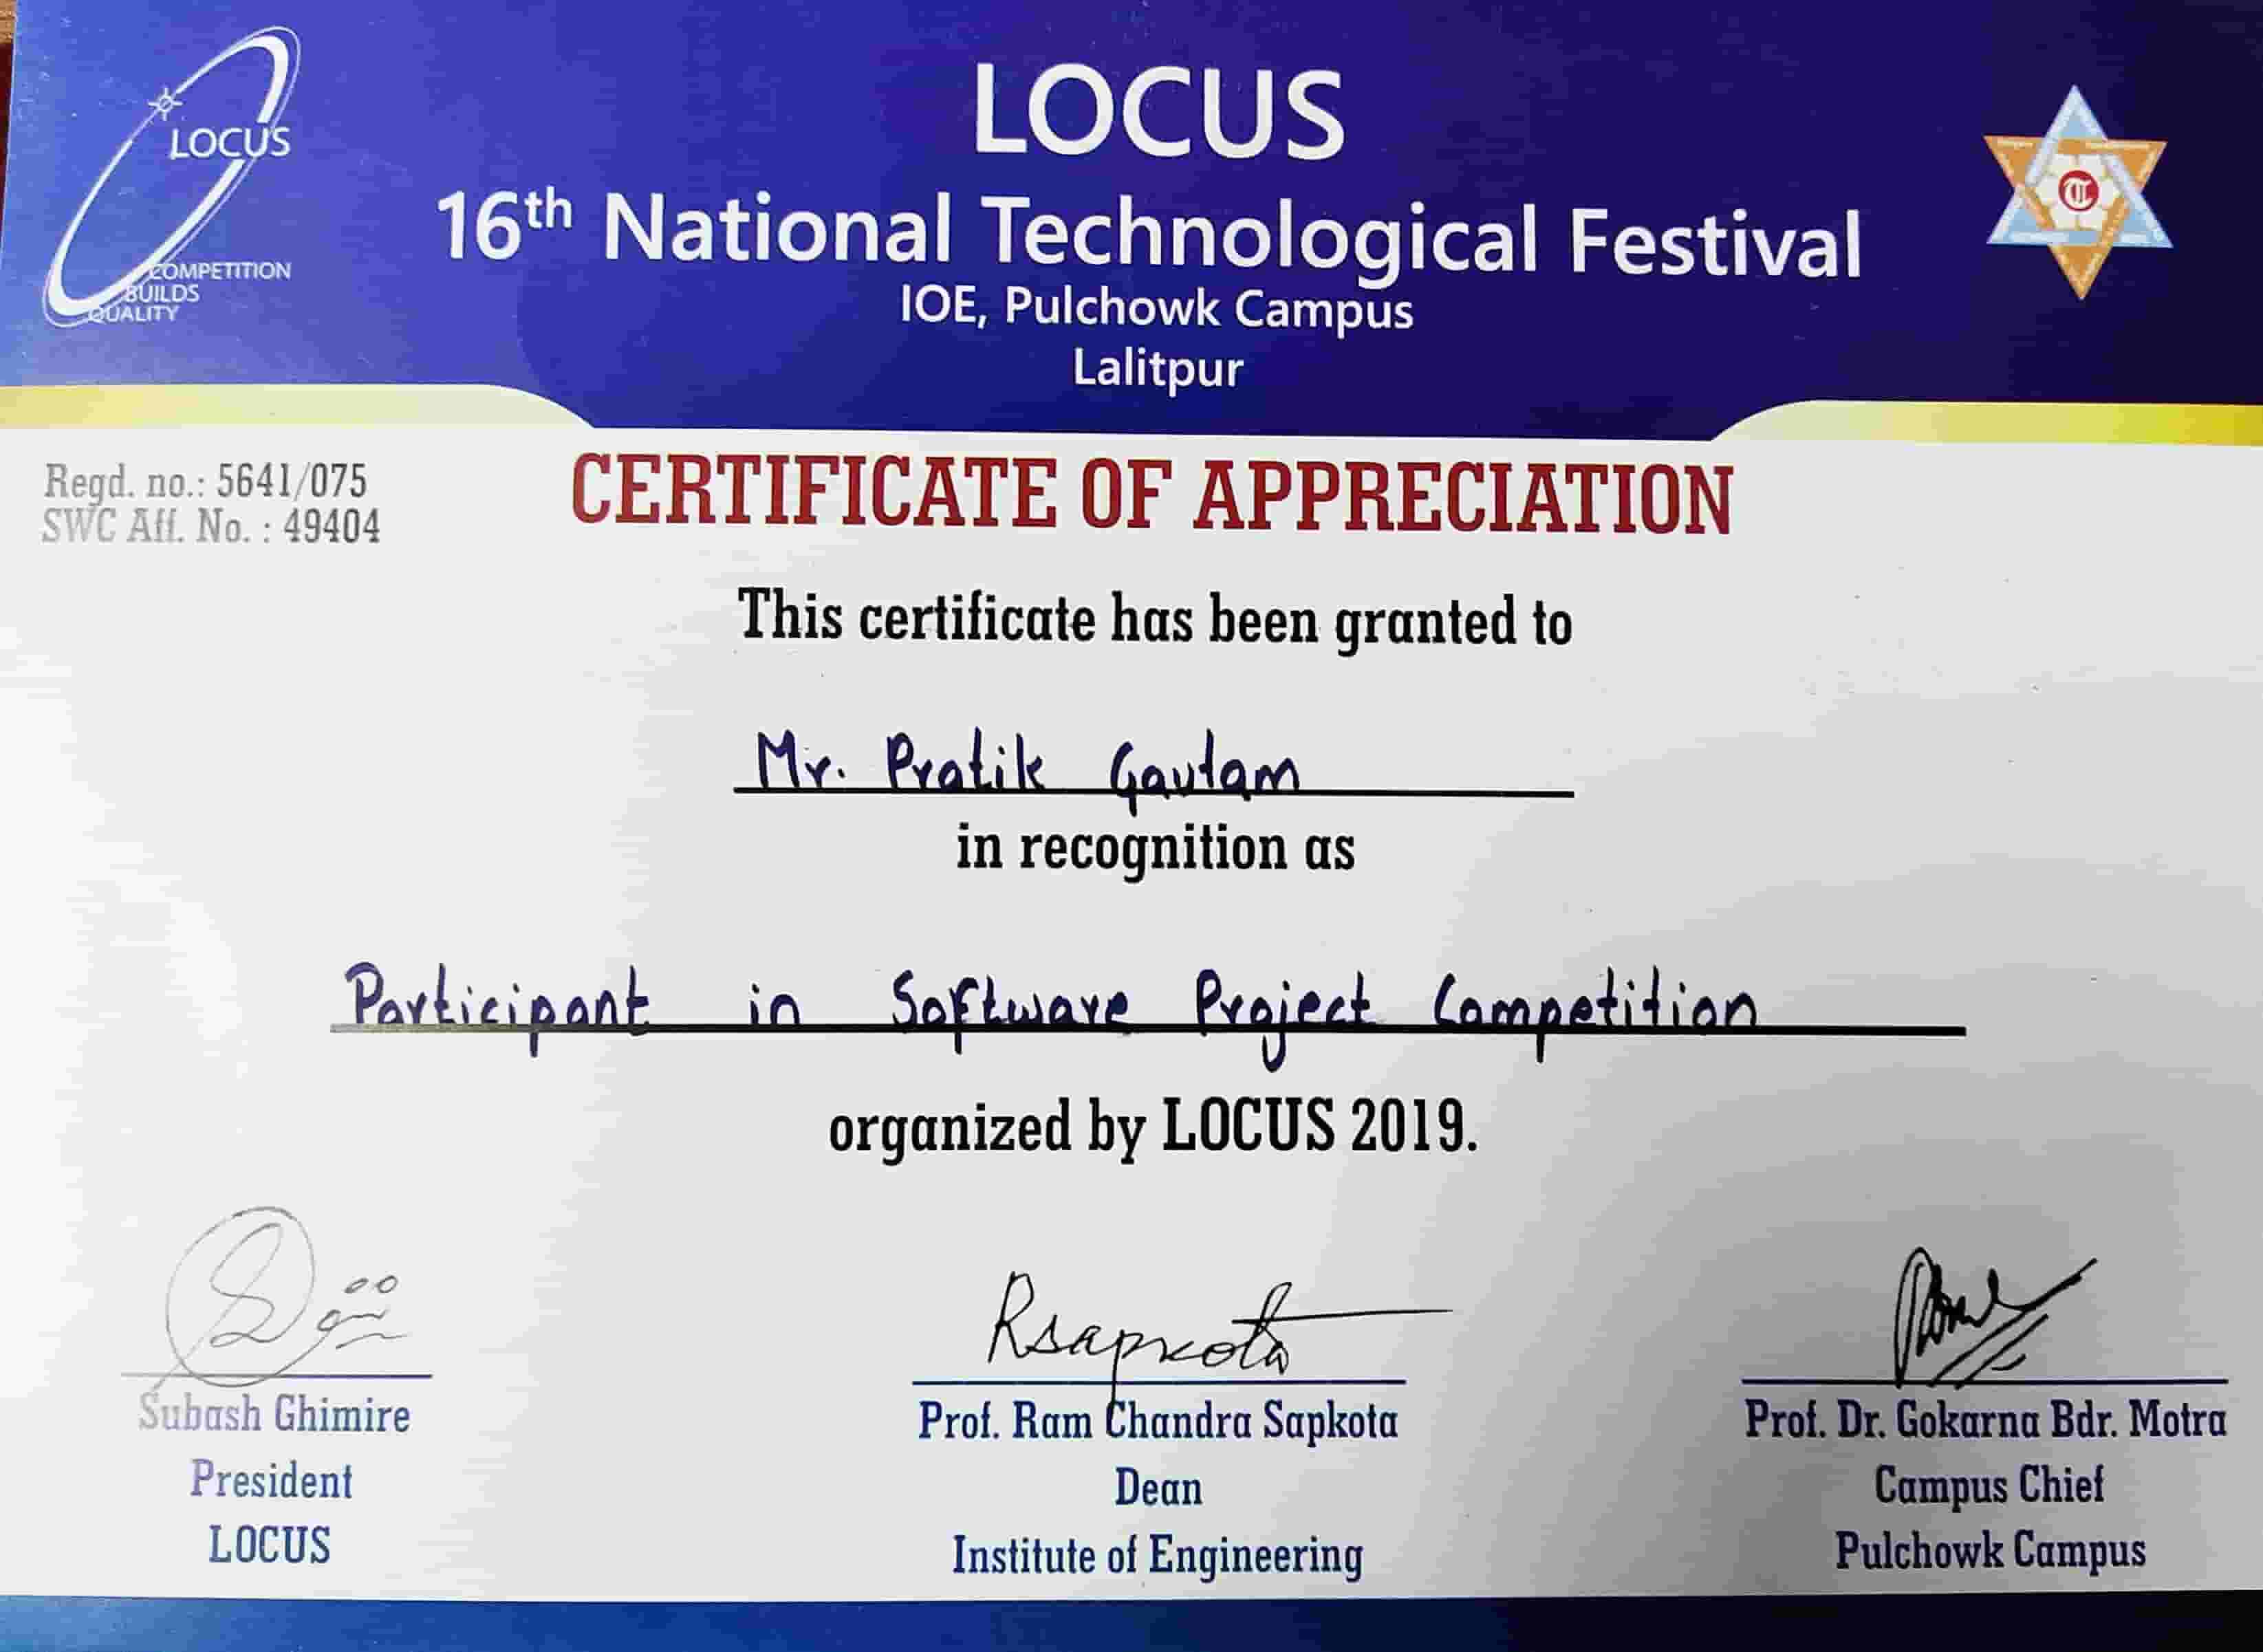 LOCUS
COMPETITION
BUILDS
QUALITY
LOCUS
16th National Technological Festival
IOE, Pulchowk Campus
Lalitpur
Regd. no.: 5641/075
SWC Aff. No. : 49404
CERTIFICATE OF APPRECIATION
This certificate has been granted to
Mr. Pratik Gautam
in recognition as
Participant in Software Project Competition
organized by LOCUS 2019.
Rsapkota
Subash Ghimire
President
LOCUS
Prof. Ram Chandra Sapkota
Dean
Institute of Engineering
Prof. Dr. Gokarna Bdr. Motra
Campus Chief
Pulchowk Campus